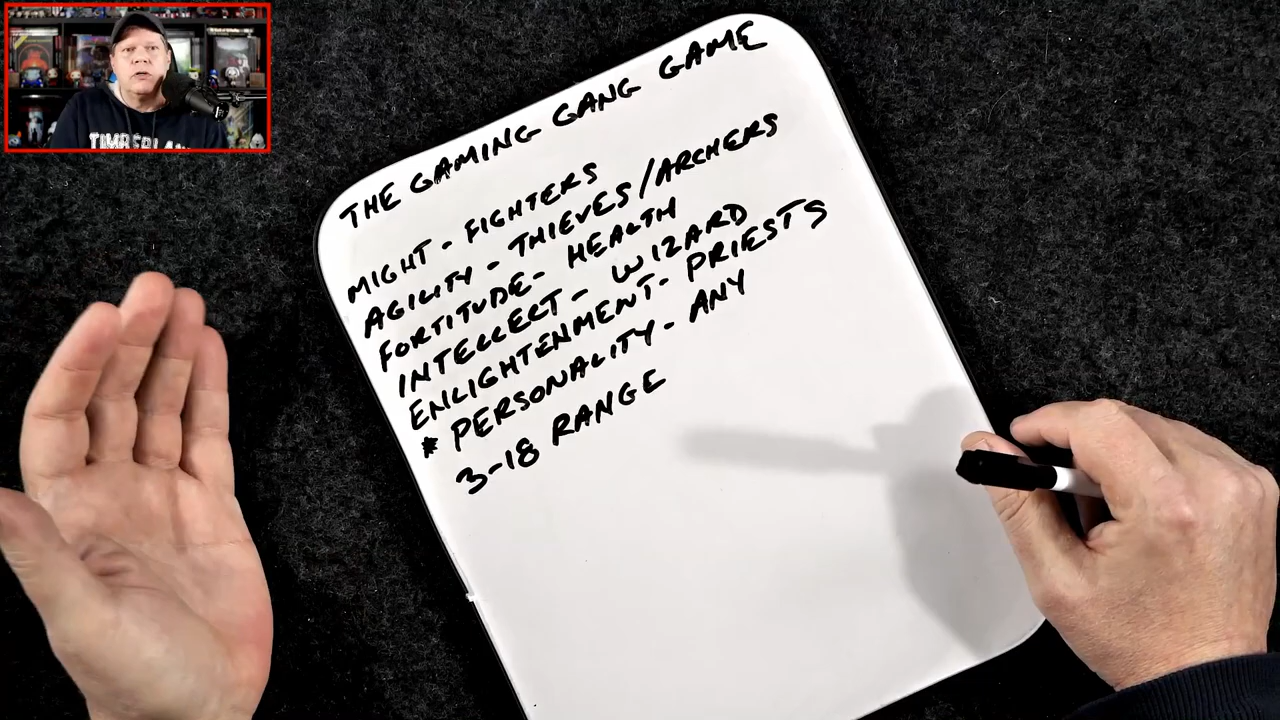 THE GAMING GANG GAME
MIGHT - FIGHTERS
AGILITY - THIEVES/ARCHERS
FORTITUDE - HEALTH
INTELLECT - WIZARD
ENLIGHTENMENT - PRIESTS
* PERSONALITY - ANY
3-18 RANGE